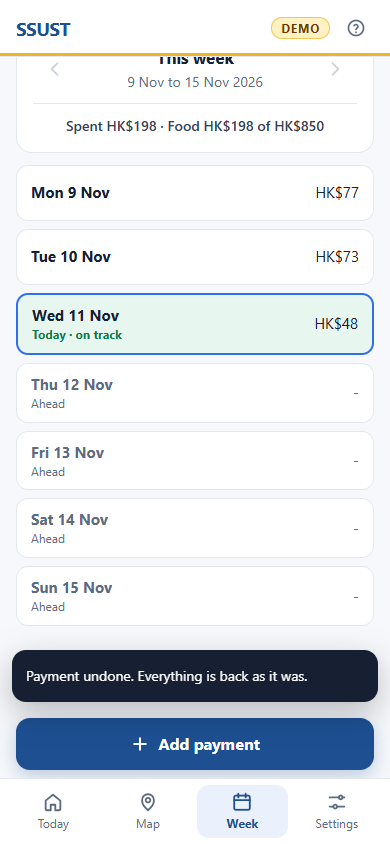 SSUST
DEMO
This week
9 Nov to 15 Nov 2026
Spent HK$198 · Food HK$198 of HK$850
Mon 9 Nov
HK$77
Tue 10 Nov
HK$73
Wed 11 Nov
Today · on track
HK$48
Thu 12 Nov
Ahead
-
Fri 13 Nov
Ahead
-
Sat 14 Nov
Ahead
-
Sun 15 Nov
Ahead
-
Payment undone. Everything is back as it was.
+ Add payment
Today
Map
Week
Settings